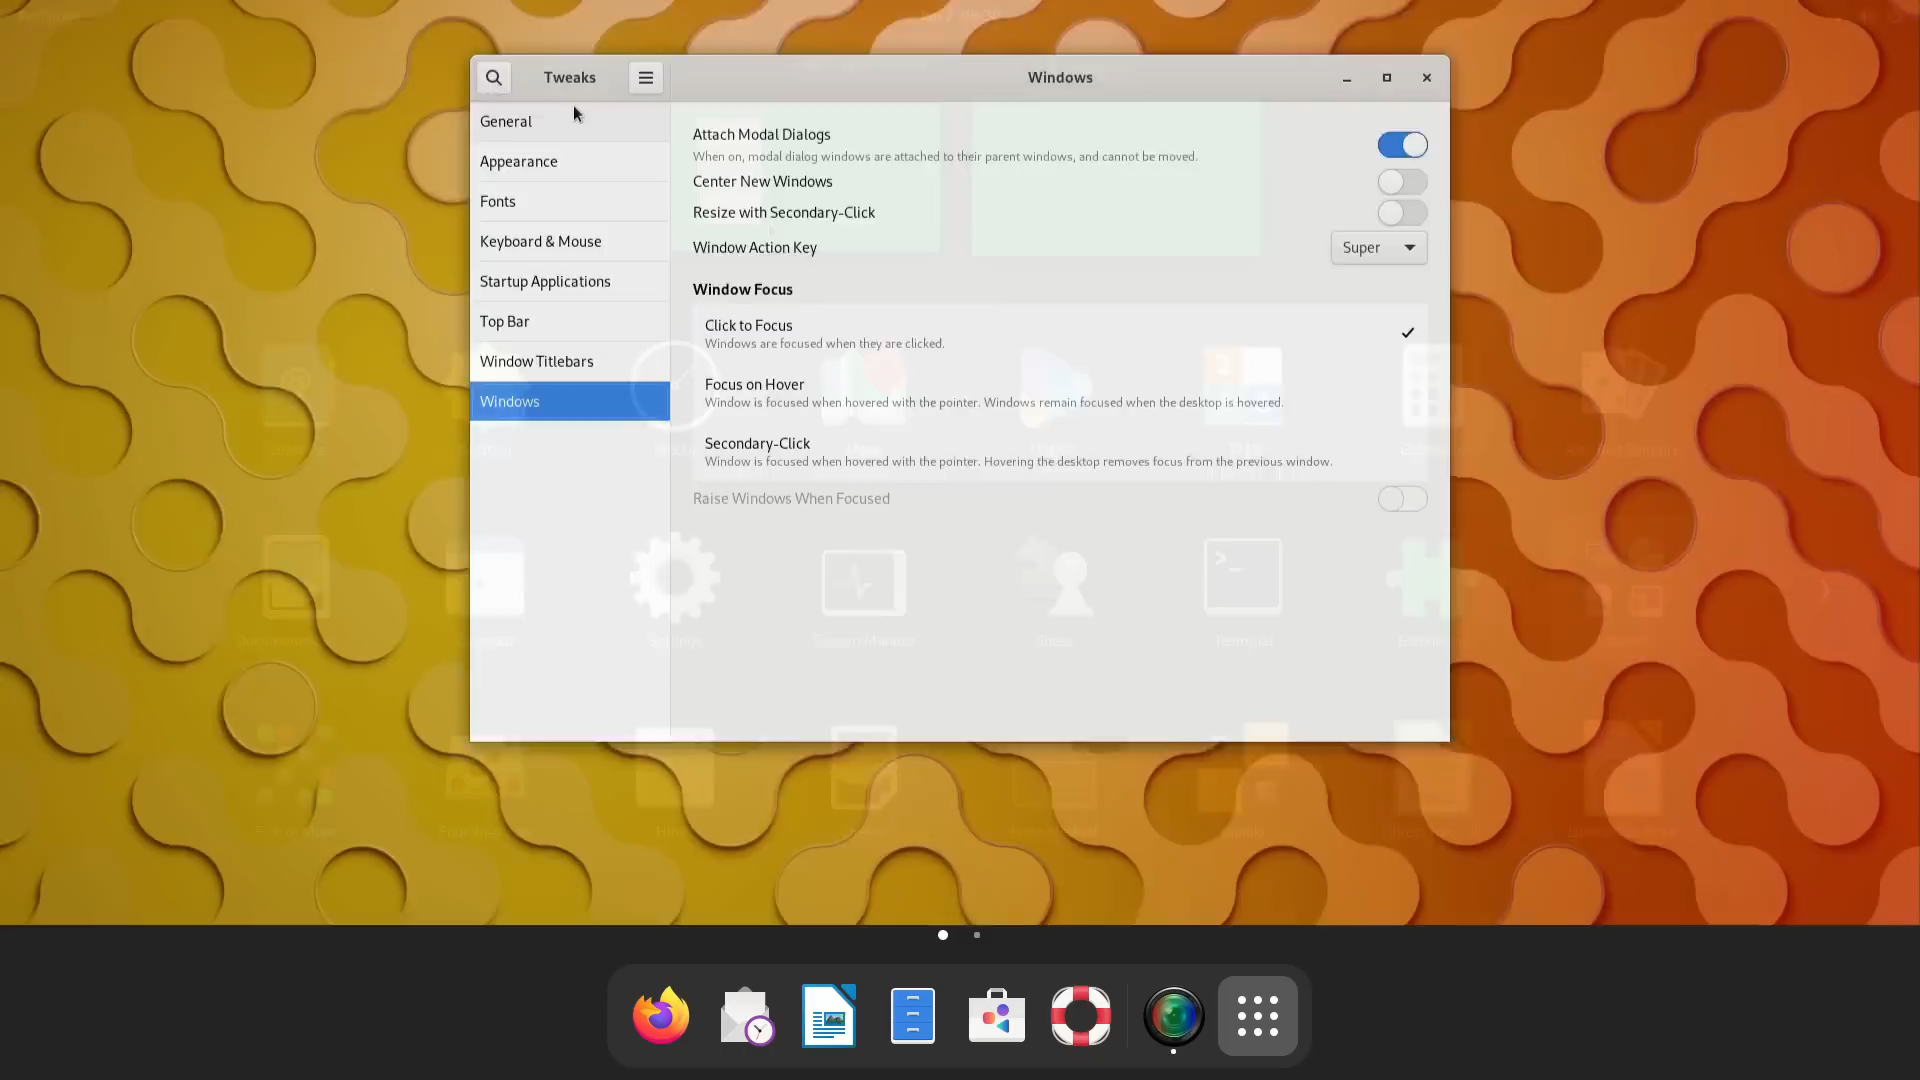 Tweaks
Windows
General
Appearance
Fonts
Keyboard & Mouse
Startup Applications
Top Bar
Window Titlebars
Windows
Attach Modal Dialogs
When on, modal dialog windows are attached to their parent windows, and cannot be moved.
Center New Windows
Resize with Secondary-Click
Window Action Key
Super
Window Focus
Click to Focus
Windows are focused when they are clicked.
Focus on Hover
Window is focused when hovered with the pointer. Windows remain focused when the desktop is hovered.
Secondary-Click
Window is focused when hovered with the pointer. Hovering the desktop removes focus from the previous window.
Raise Windows When Focused
Settings
System Monitor
Terminal